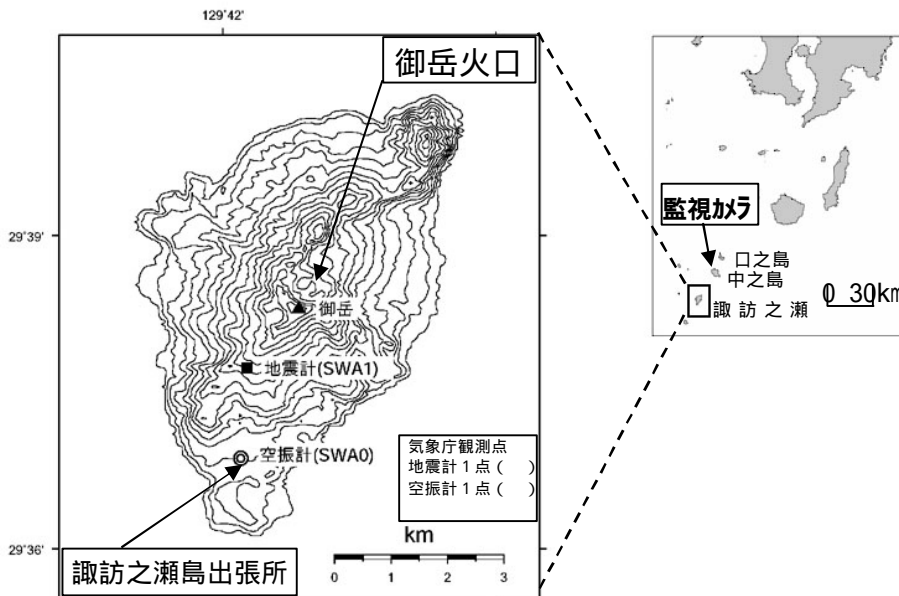 129°42'
御岳火口
29°39'
御岳
地震計(SWA1)
空振計(SWA0)
気象庁観測点
地震計1点(　)
空振計1点(　)
29°36'
諏訪之瀬島出張所
km
0 1 2 3
監視カメラ
口之島
中之島
諏訪之瀬
0 30km